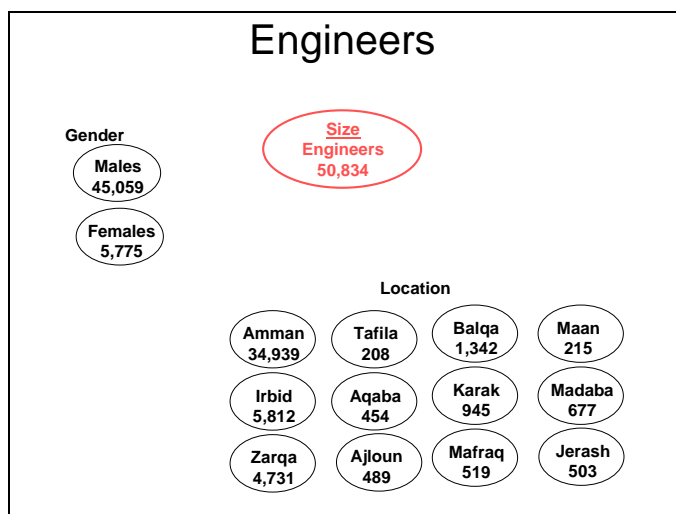 Engineers
Size
Engineers
50,834
Gender
Males
45,059
Females
5,775
Location
Amman
34,939
Tafila
208
Balqa
1,342
Maan
215
Irbid
5,812
Aqaba
454
Karak
945
Madaba
677
Zarqa
4,731
Ajloun
489
Mafraq
519
Jerash
503